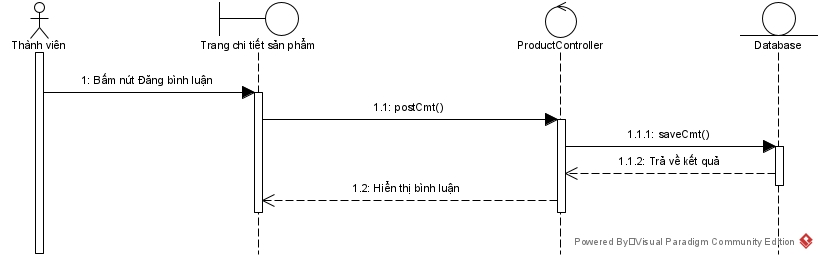 Thành viên
Trang chi tiết sản phẩm
ProductController
Database
1: Bấm nút Đăng bình luận
1.1: postCmt()
1.1.1: saveCmt()
1.1.2: Trả về kết quả
1.2: Hiển thị bình luận
Powered By□Visual Paradigm Community Edition